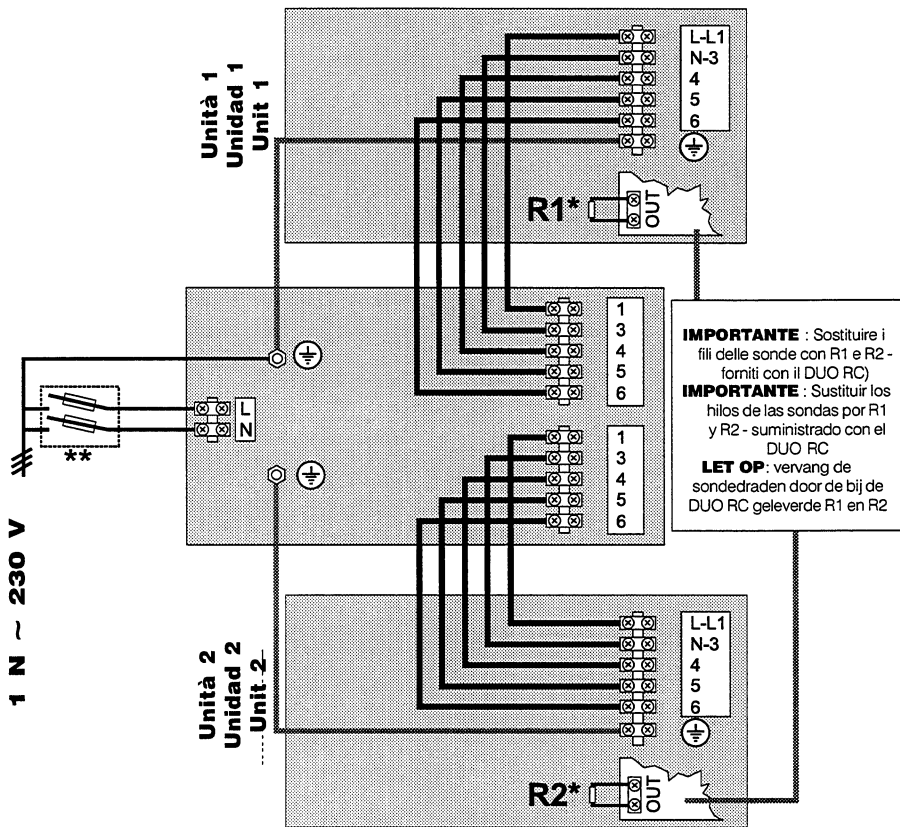 Unità 1
Unidad 1
Unit 1
L-L1
N-3
4
5
6
R1*
OUT
1
3
4
5
6
L
N
**
1 N ~ 230 V
1
3
4
5
6
IMPORTANTE : Sostituire i
fili delle sonde con R1 e R2 -
forniti con il DUO RC)
IMPORTANTE : Sustituir los
hilos de las sondas por R1
y R2 - suministrado con el
DUO RC
LET OP: vervang de
sondedraden door de bij de
DUO RC geleverde R1 en R2
Unità 2
Unidad 2
Unit 2
L-L1
N-3
4
5
6
R2*
OUT